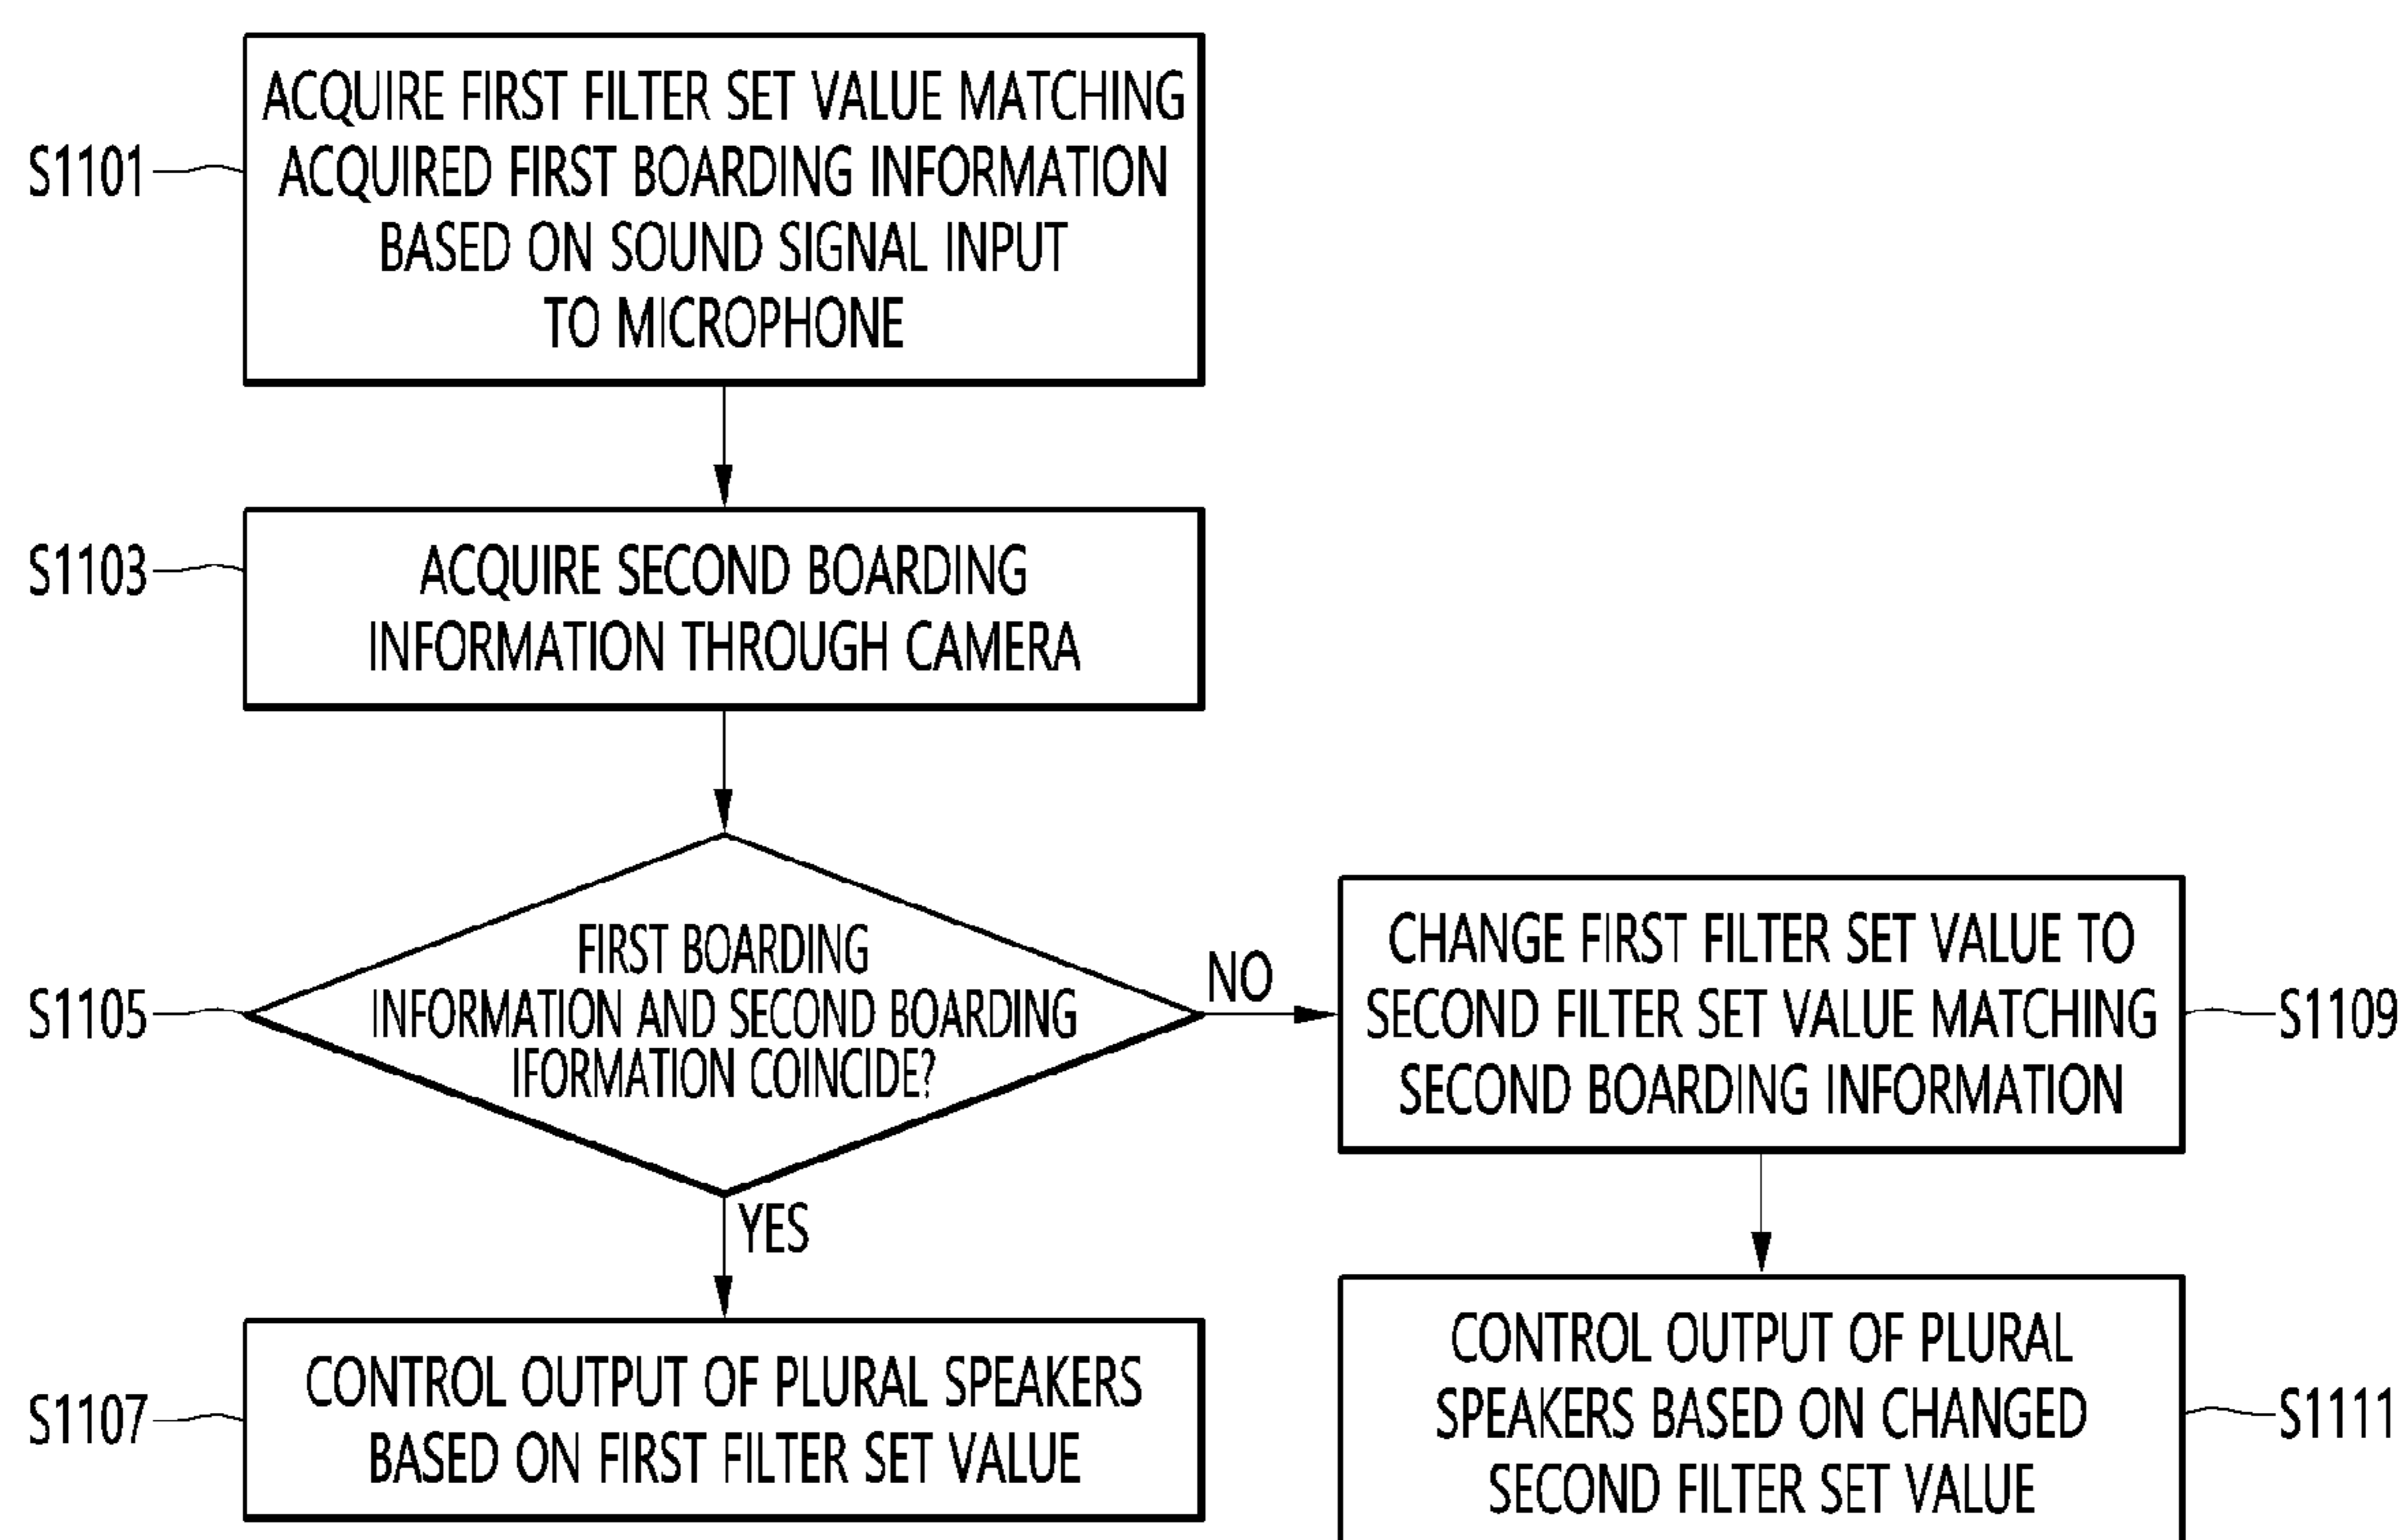 S1101
ACQUIRE FIRST FILTER SET VALUE MATCHING
ACQUIRED FIRST BOARDING INFORMATION
BASED ON SOUND SIGNAL INPUT
TO MICROPHONE
S1103
ACQUIRE SECOND BOARDING
INFORMATION THROUGH CAMERA
S1105
FIRST BOARDING
INFORMATION AND SECOND BOARDING
IFORMATION COINCIDE?
NO
YES
S1107
CONTROL OUTPUT OF PLURAL SPEAKERS
BASED ON FIRST FILTER SET VALUE
CHANGE FIRST FILTER SET VALUE TO
SECOND FILTER SET VALUE MATCHING
SECOND BOARDING INFORMATION
S1109
CONTROL OUTPUT OF PLURAL
SPEAKERS BASED ON CHANGED
SECOND FILTER SET VALUE
S1111